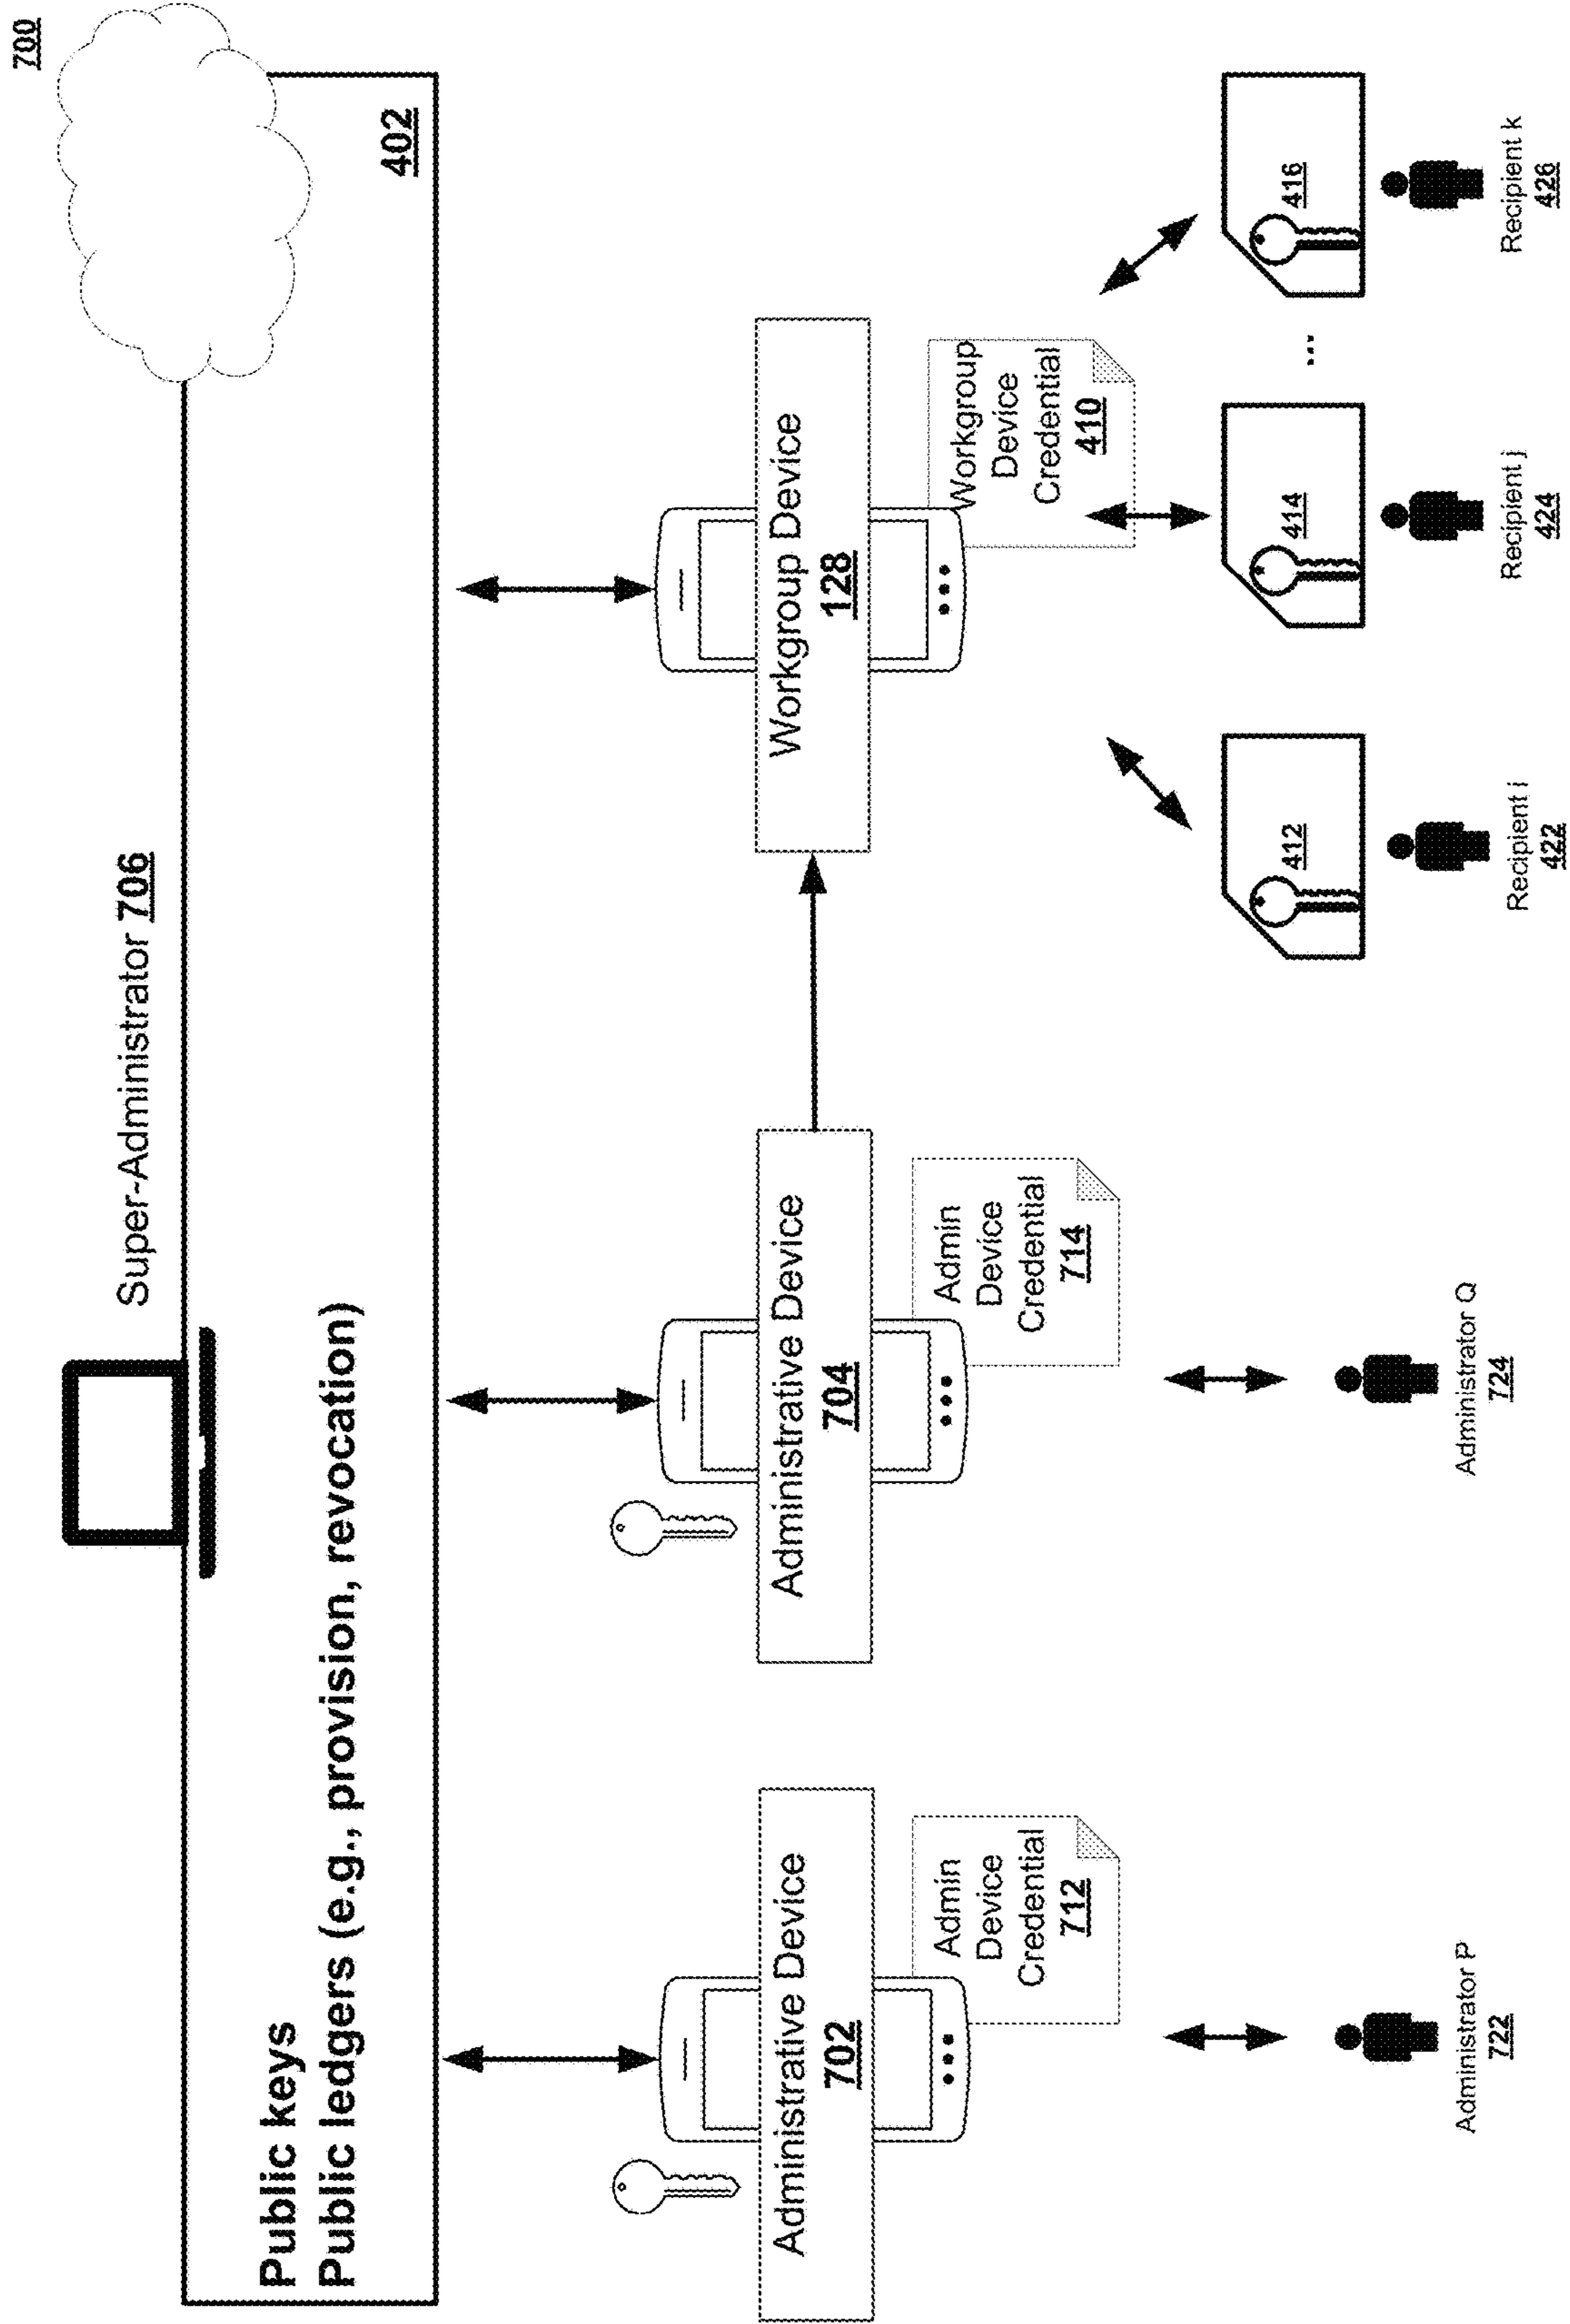 700
Super-Administrator 706
Public keys
Public ledgers (e.g., provision, revocation)
402
Administrative Device
702
Admin
Device
Credential
712
Administrator P
722
Administrative Device
704
Admin
Device
Credential
714
Administrator Q
724
Workgroup Device
128
Workgroup
Device
Credential
410
412
Recipient i
422
414
Recipient j
424
...
416
Recipient k
426